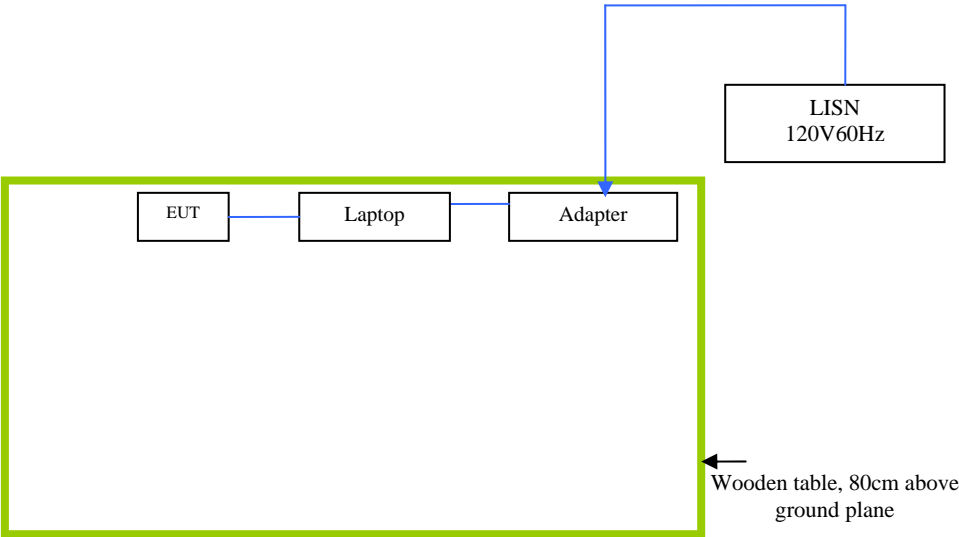 LISN
120V60Hz
EUT
Laptop
Adapter
Wooden table, 80cm above
ground plane